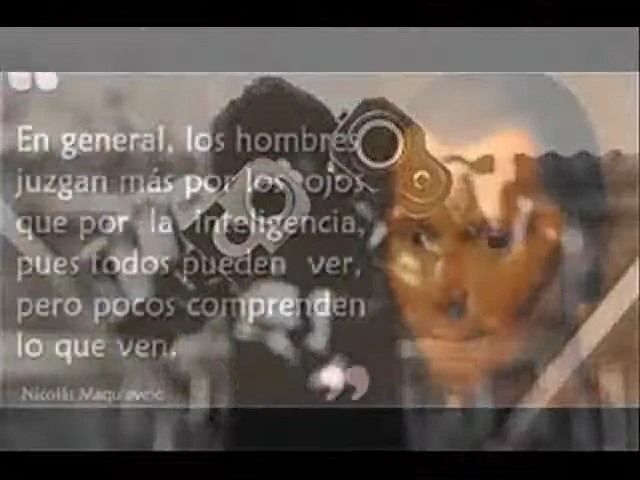 En general, los hombres
juzgan más por los ojos
que por la inteligencia,
pues todos pueden ver,
pero pocos comprenden
lo que ven.
Nicolás Maquiavelo